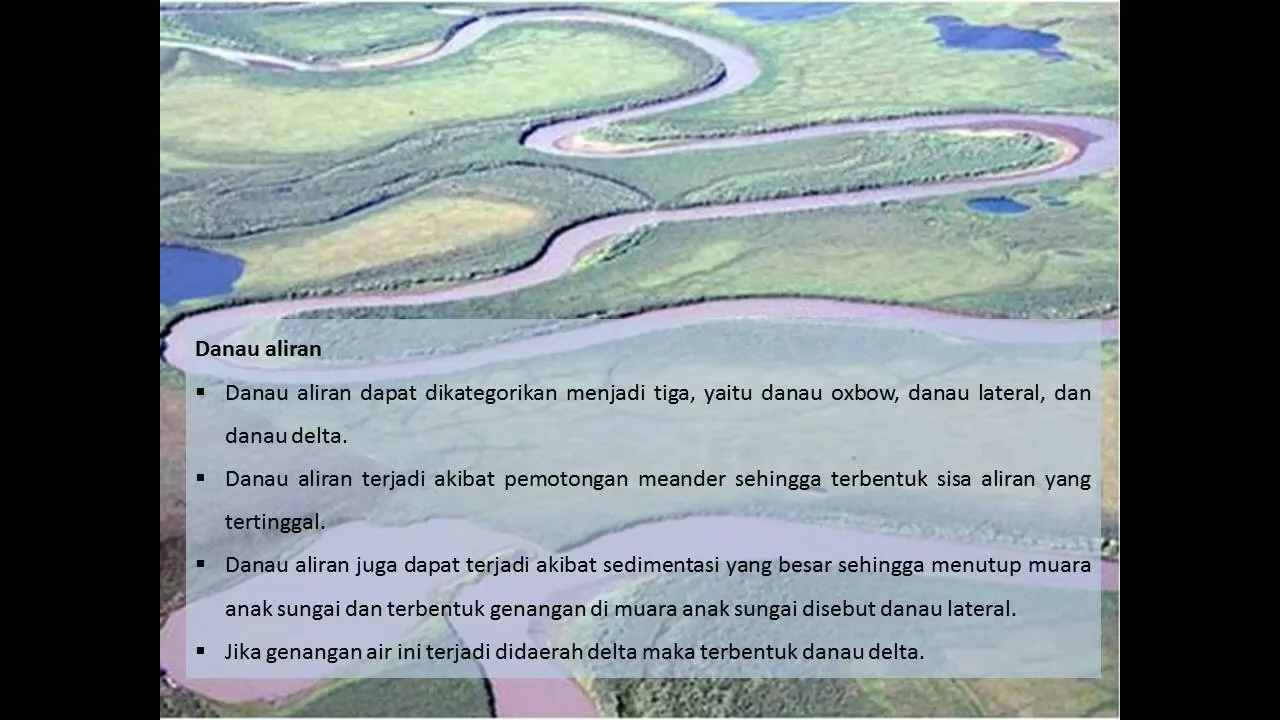 Danau aliran
▪ Danau aliran dapat dikategorikan menjadi tiga, yaitu danau oxbow, danau lateral, dan
danau delta.
▪ Danau aliran terjadi akibat pemotongan meander sehingga terbentuk sisa aliran yang
tertinggal.
▪ Danau aliran juga dapat terjadi akibat sedimentasi yang besar sehingga menutup muara
anak sungai dan terbentuk genangan di muara anak sungai disebut danau lateral.
▪ Jika genangan air ini terjadi didaerah delta maka terbentuk danau delta.